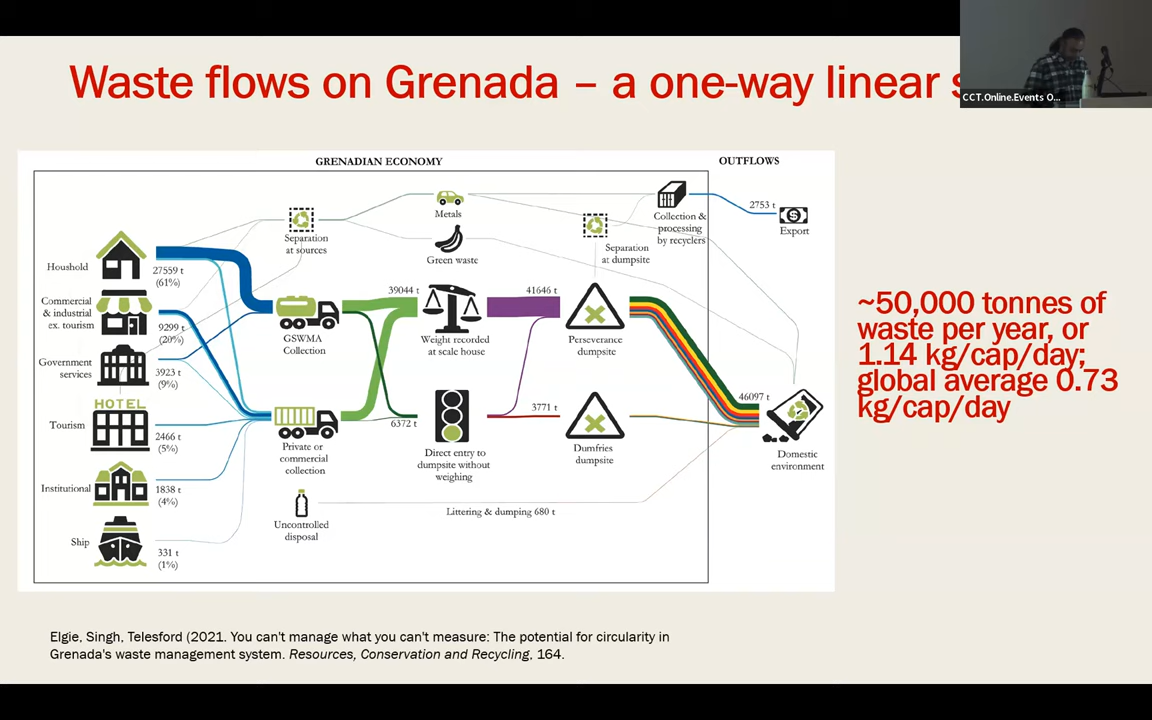 Waste flows on Grenada – a one-way linear
CCT.Online.Events O...
GRENADIAN ECONOMY
OUTFLOWS
Houshold
27559 t
(61%)
Commercial
& industrial
ex. tourism
9299 t
(20%)
Government
services
3923 t
(9%)
HOTEL
Tourism
2466 t
(5%)
Institutional
1838 t
(4%)
Ship
331 t
(1%)
Separation
at sources
GSWMA
Collection
Private or
commercial
collection
Uncontrolled
disposal
Metals
Green waste
39044 t
Weight recorded
at scale house
6372 t
Direct entry to
dumpsite without
weighing
Littering & dumping 680 t
41646 t
3771 t
Separation
at dumpsite
Collection &
processing
by recyclers
Perseverance
dumpsite
Dumfries
dumpsite
2753 t
Export
46097 t
Domestic
environment
~50,000 tonnes of
waste per year, or
1.14 kg/cap/day;
global average 0.73
kg/cap/day
Elgie, Singh, Telesford (2021. You can't manage what you can't measure: The potential for circularity in
Grenada's waste management system. Resources, Conservation and Recycling, 164.